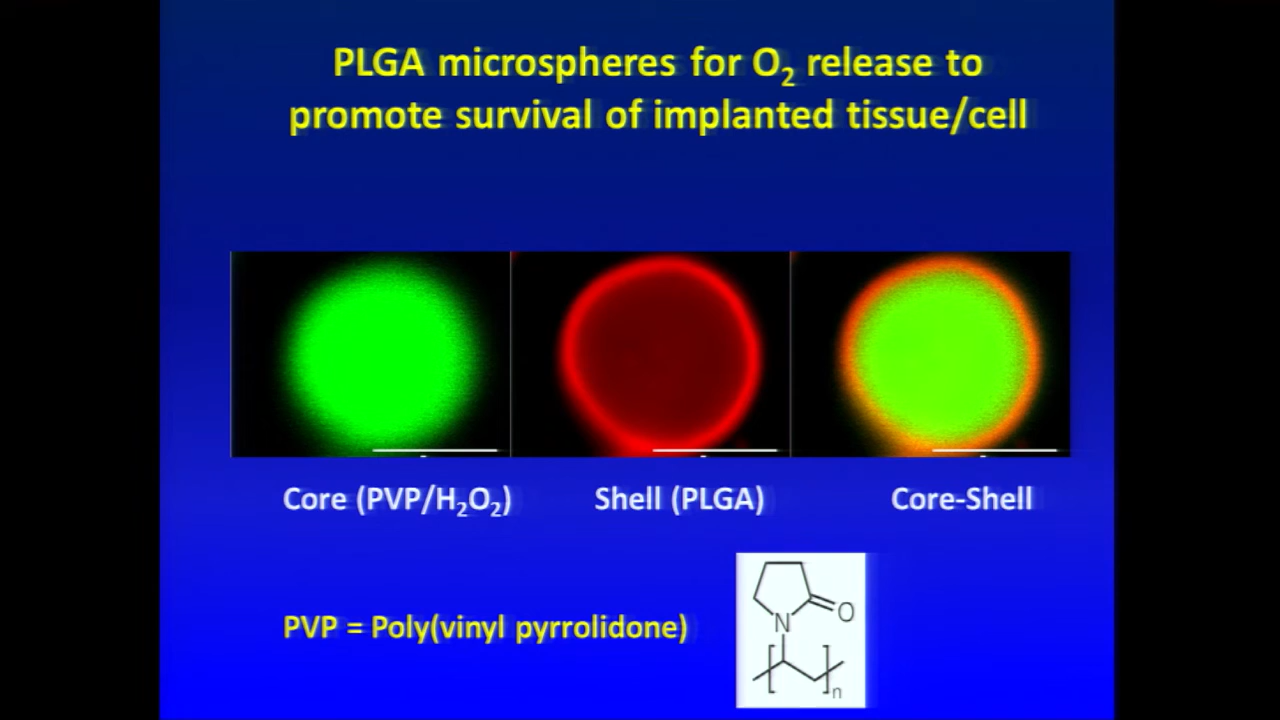 PLGA microspheres for O₂ release to
promote survival of implanted tissue/cell
Core (PVP/H₂O₂)
Shell (PLGA)
Core-Shell
PVP = Poly(vinyl pyrrolidone)
N
O
n